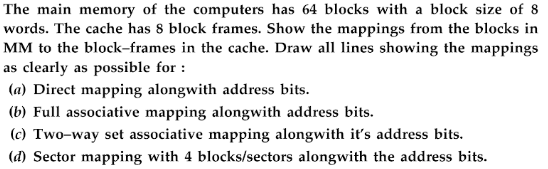 The main memory of the computers has 64 blocks with a block size of 8
words. The cache has 8 block frames. Show the mappings from the blocks in
MM to the block–frames in the cache. Draw all lines showing the mappings
as clearly as possible for :
(a) Direct mapping alongwith address bits.
(b) Full associative mapping alongwith address bits.
(c) Two–way set associative mapping alongwith it's address bits.
(d) Sector mapping with 4 blocks/sectors alongwith the address bits.